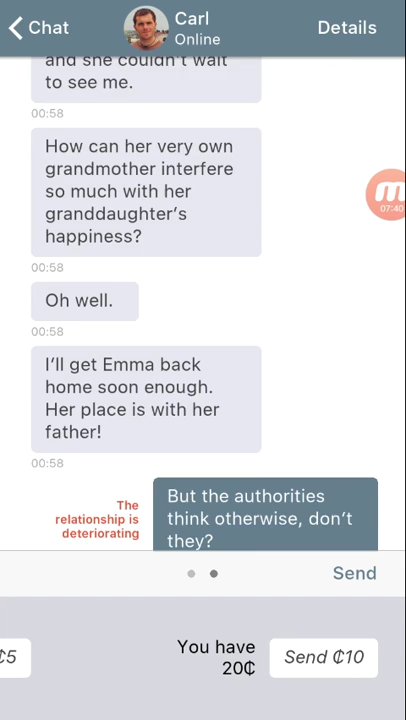 Chat
Carl
Online
Details
and she couldn't wait
to see me.
00:58
How can her very own
grandmother interfere
so much with her
granddaughter's
happiness?
00:58
Oh well.
00:58
I'll get Emma back
home soon enough.
Her place is with her
father!
00:58
The
relationship is
deteriorating
But the authorities
think otherwise, don't
they?
07:40
Send
₵5
You have
20₵
Send ₵10